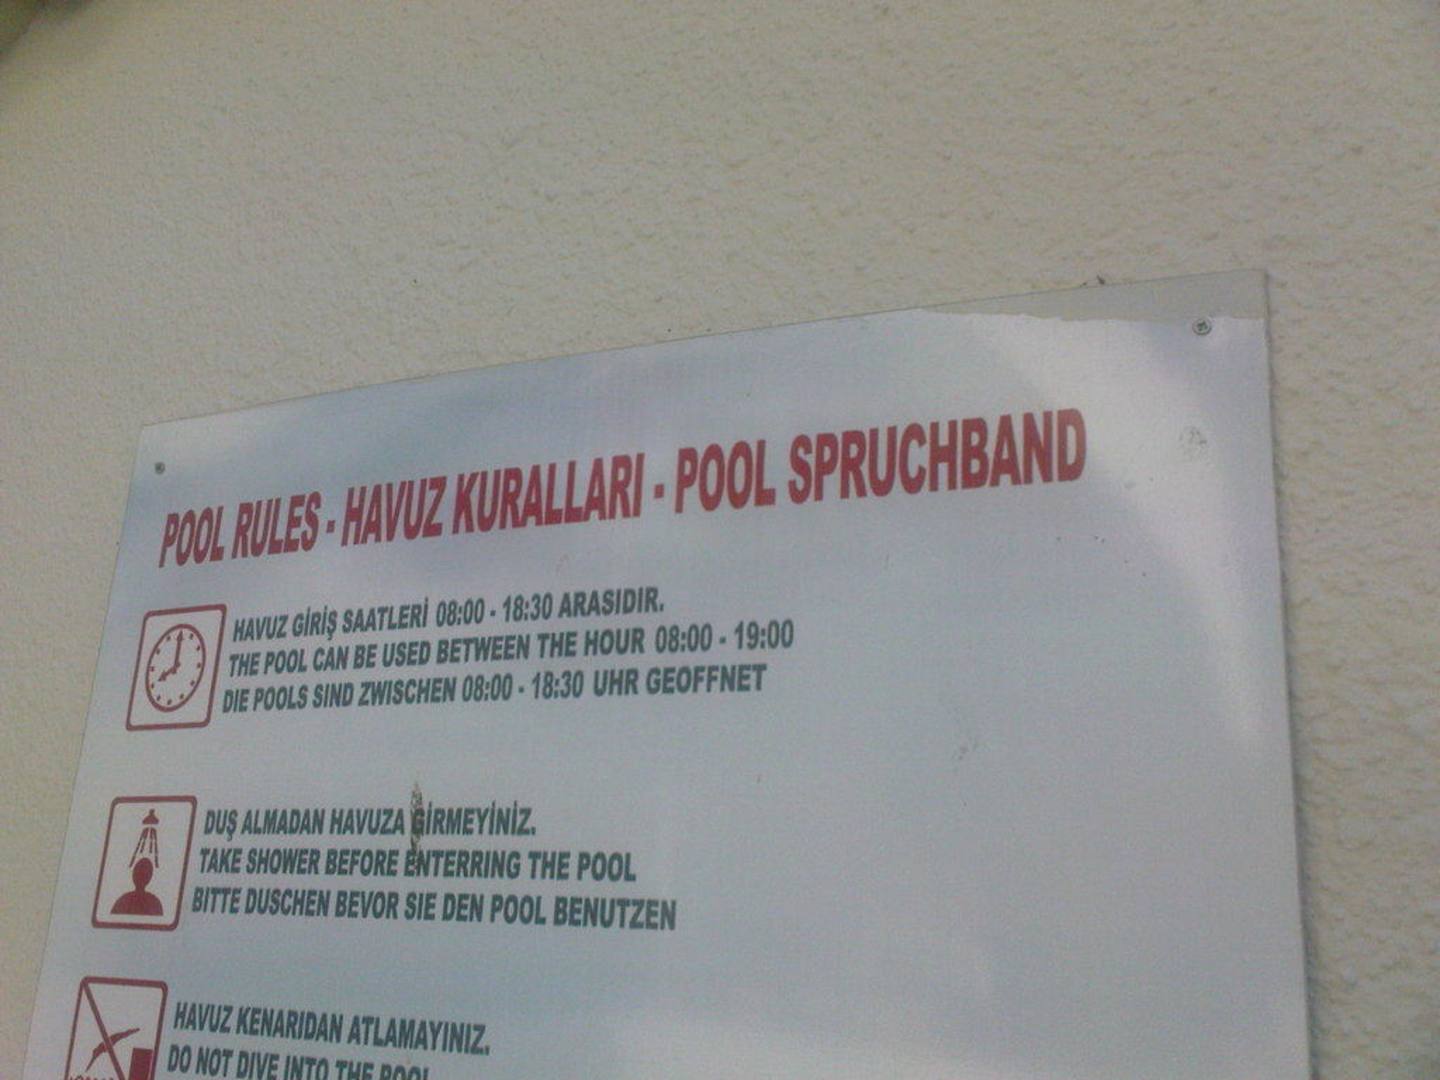 POOL RULES - HAVUZ KURALLARI - POOL SPRUCHBAND
HAVUZ GİRİŞ SAATLERİ 08:00 - 18:30 ARASIDIR.
THE POOL CAN BE USED BETWEEN THE HOUR 08:00 - 19:00
DIE POOLS SIND ZWISCHEN 08:00 - 18:30 UHR GEOFFNET
DUŞ ALMADAN HAVUZA GİRMEYİNİZ.
TAKE SHOWER BEFORE ENTERRING THE POOL
BITTE DUSCHEN BEVOR SIE DEN POOL BENUTZEN
HAVUZ KENARIDAN ATLAMAYINIZ.
DO NOT DIVE INTO THE POOL